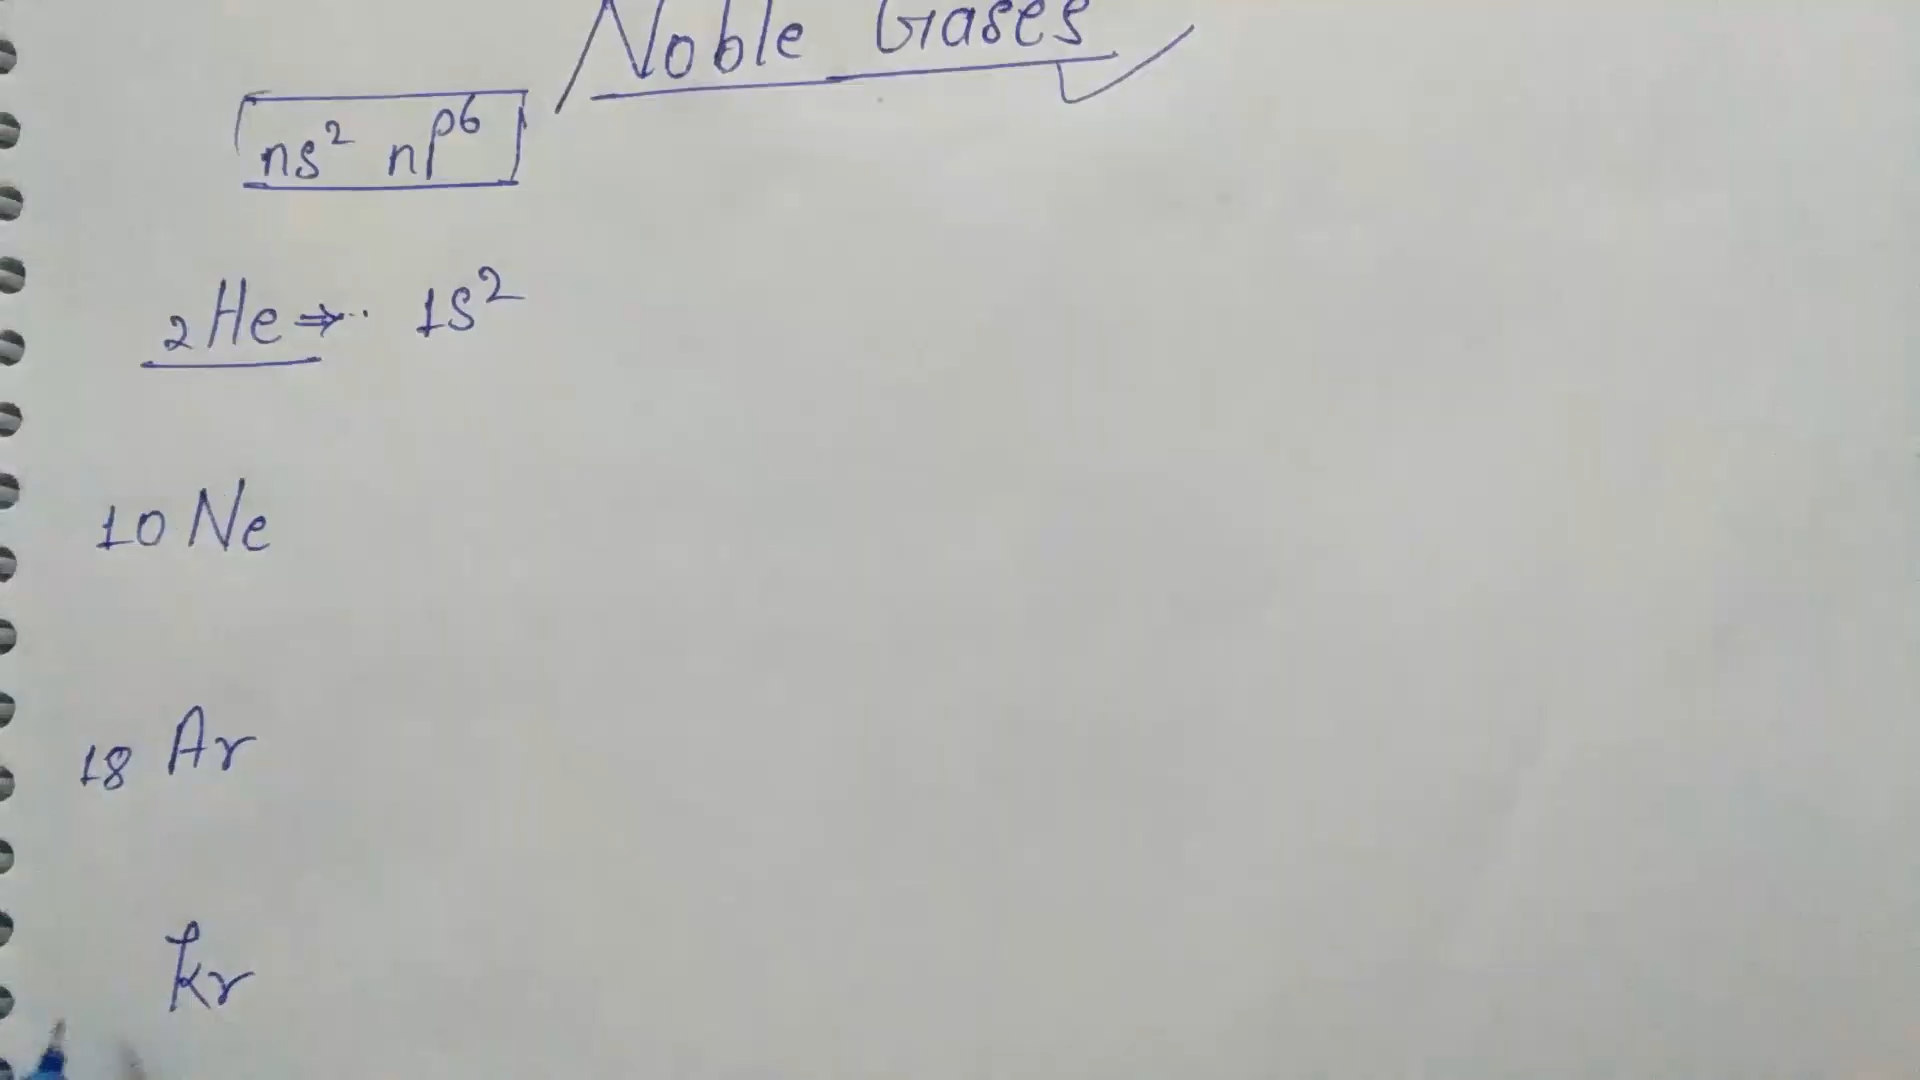 Noble Gases
ns² np⁶
₂He ⇒ 1s²
10 Ne
18 Ar
Kr